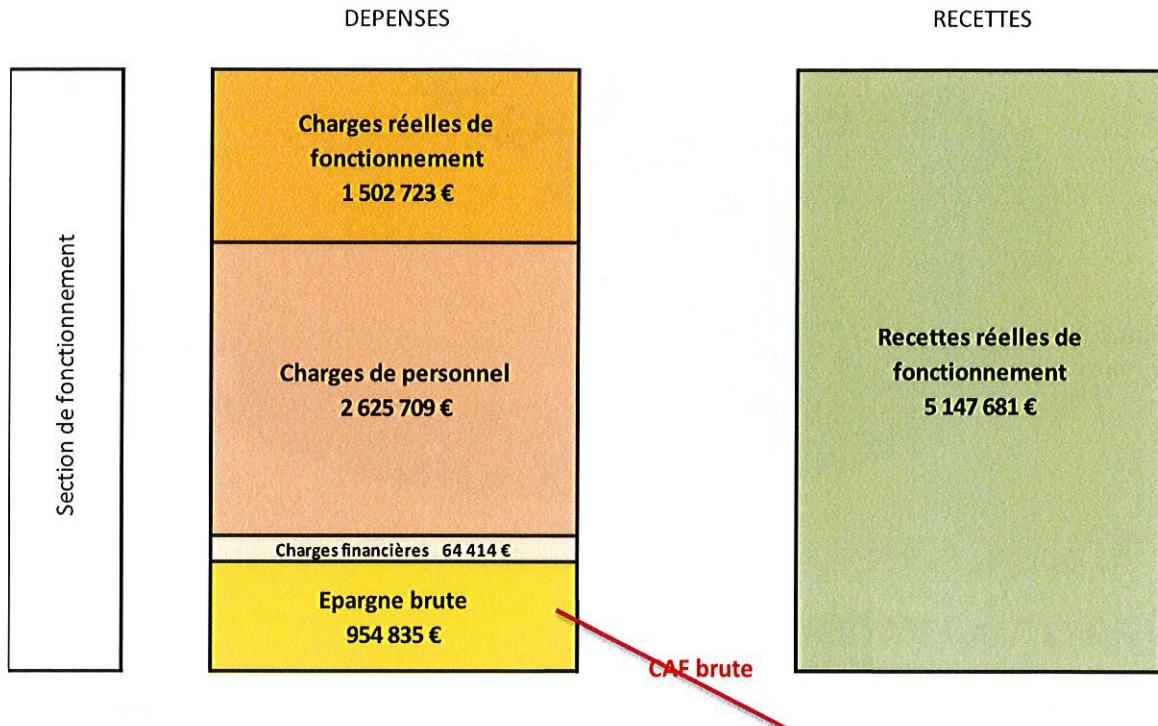 DEPENSES
RECETTES
Section de fonctionnement
Charges réelles de
fonctionnement
1 502 723 €
Charges de personnel
2 625 709 €
Charges financières 64 414 €
Epargne brute
954 835 €
CAF brute
Recettes réelles de
fonctionnement
5 147 681 €